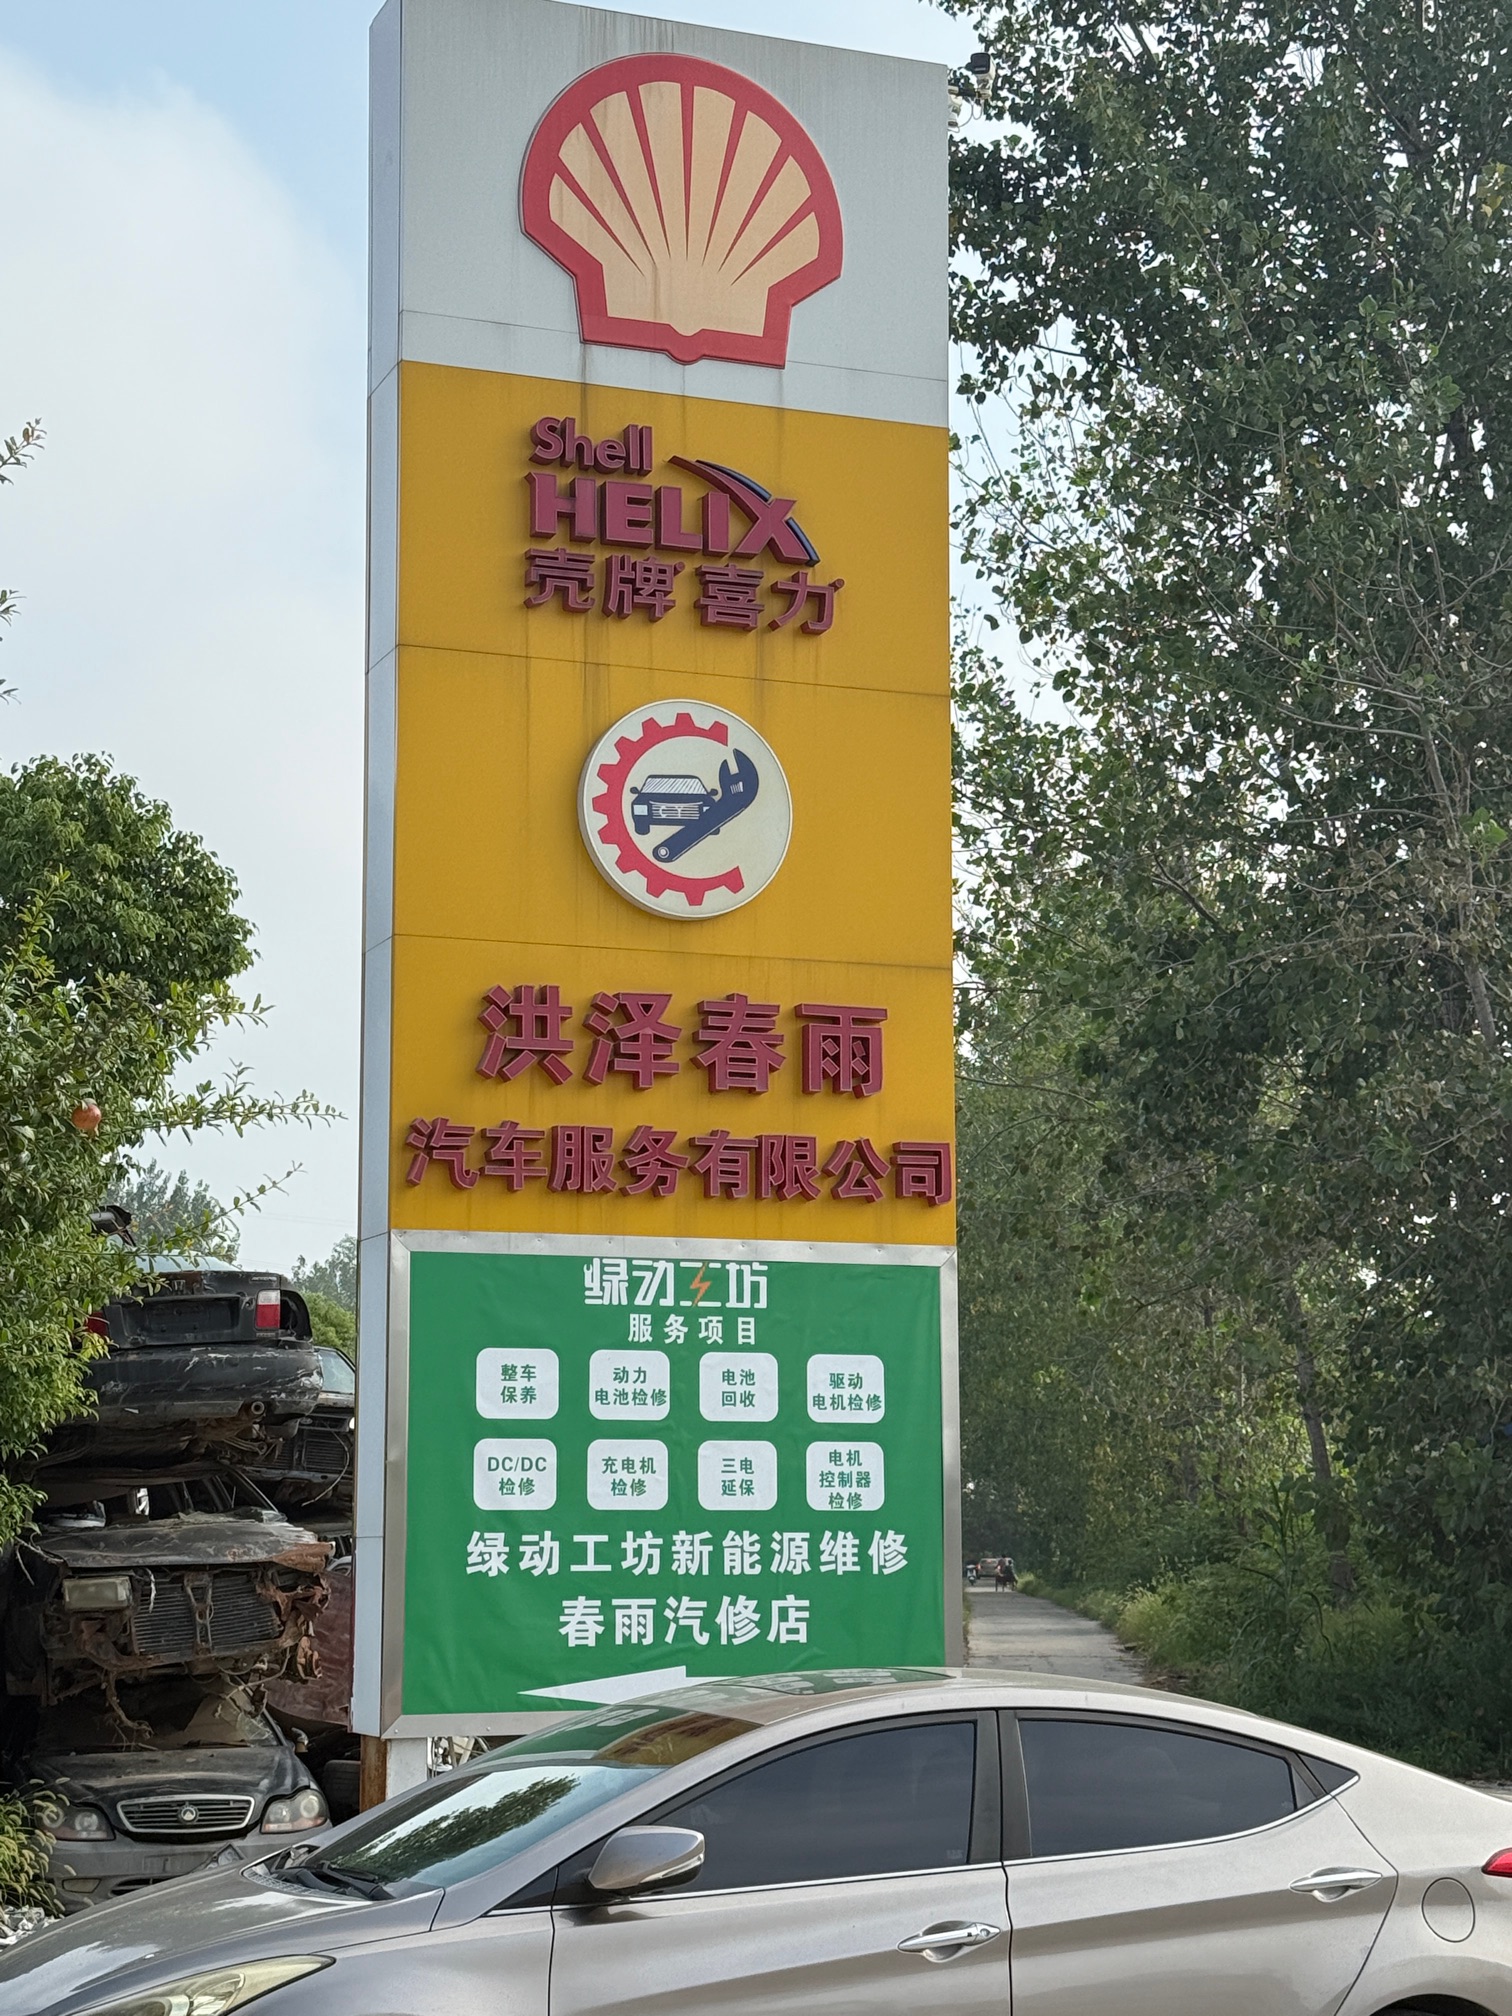 Shell
HELIX
壳牌 喜力
CY
洪泽春雨
汽车服务有限公司
绿动工坊
服务项目
整车
保养
动力
电池检修
电池
回收
驱动
电机检修
DC/DC
检修
充电机
检修
三电
延保
电机
控制器
检修
绿动工坊新能源维修
春雨汽修店